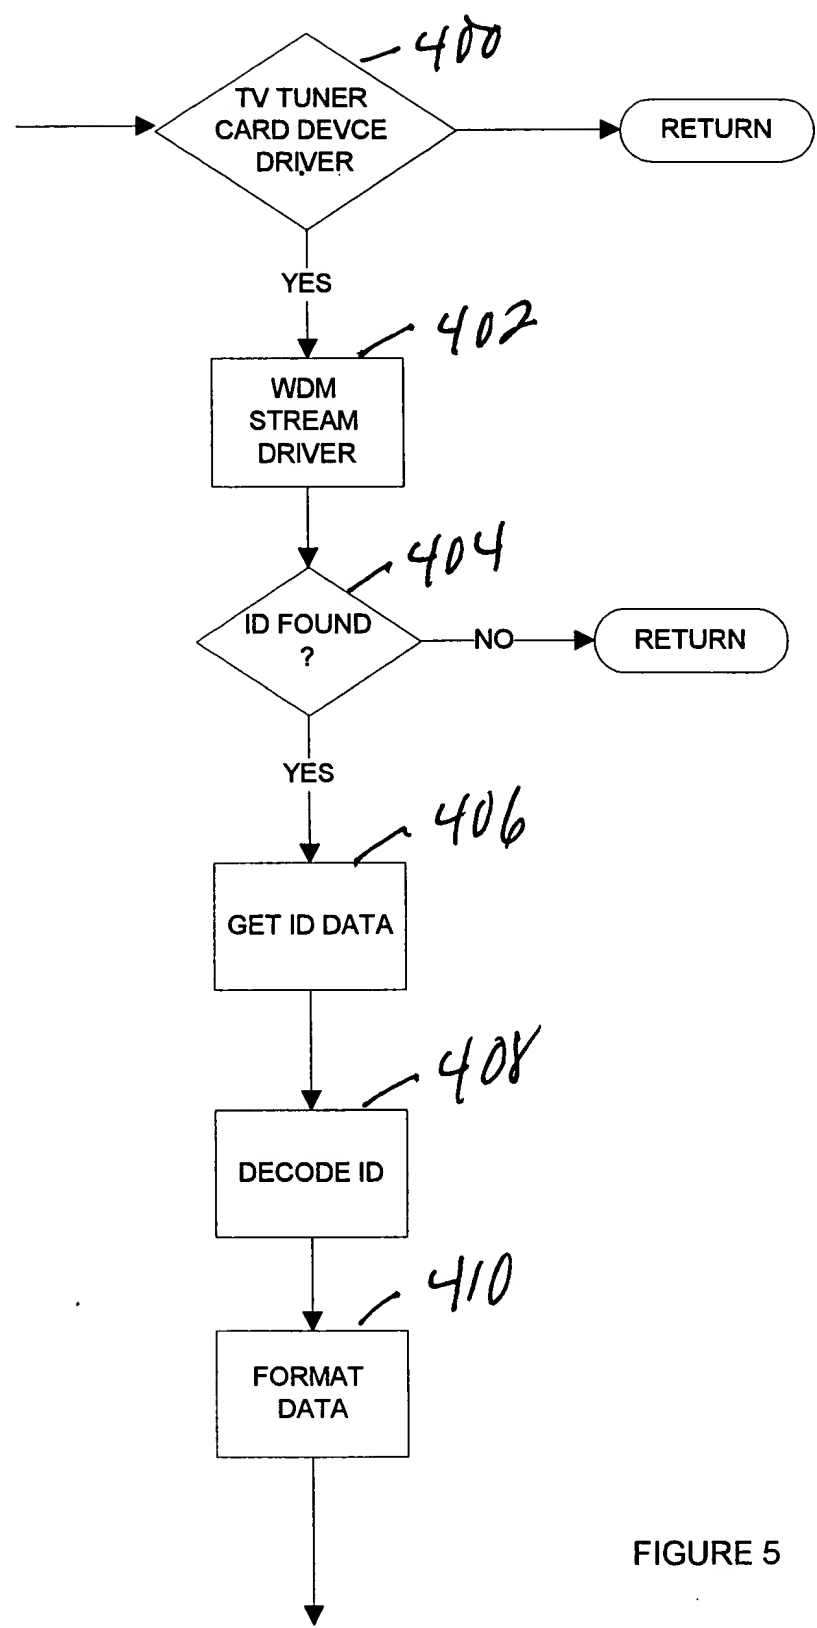 400
TV TUNER
CARD DEVCE
DRIVER
RETURN
YES
402
WDM
STREAM
DRIVER
404
ID FOUND
?
NO
RETURN
YES
406
GET ID DATA
408
DECODE ID
410
FORMAT
DATA
FIGURE 5